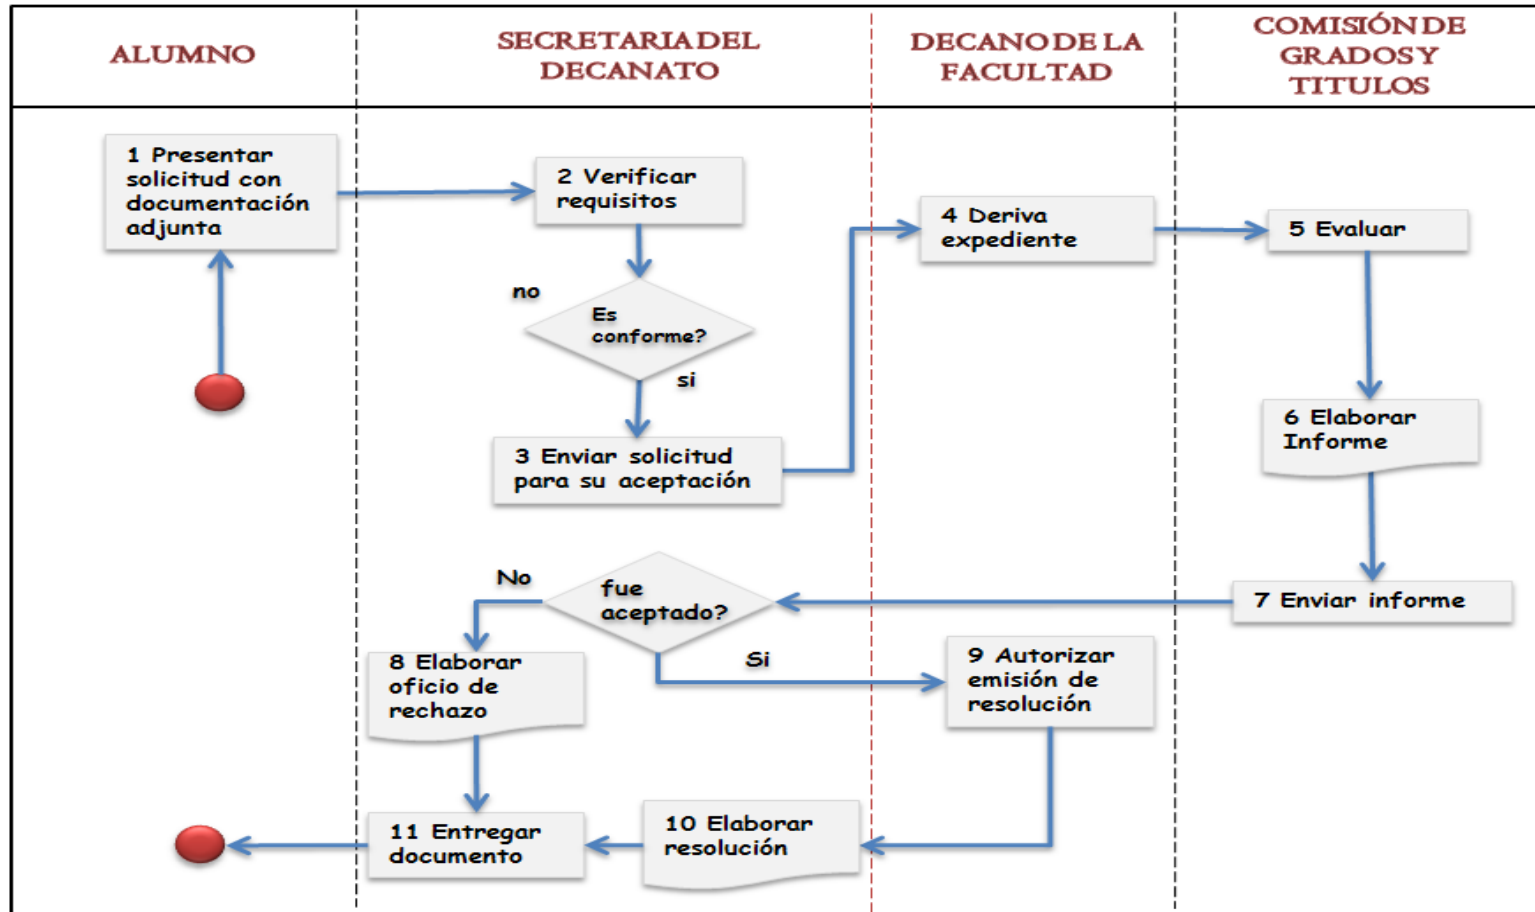 ALUMNO
SECRETARIA DEL
DECANATO
DECANO DE LA
FACULTAD
COMISIÓN DE
GRADOS Y
TITULOS
1 Presentar
solicitud con
documentación
adjunta
2 Verificar
requisitos
no
Es
conforme?
si
3 Enviar solicitud
para su aceptación
4 Deriva
expediente
5 Evaluar
6 Elaborar
Informe
7 Enviar informe
fue
aceptado?
No
Si
8 Elaborar
oficio de
rechazo
9 Autorizar
emisión de
resolución
10 Elaborar
resolución
11 Entregar
documento